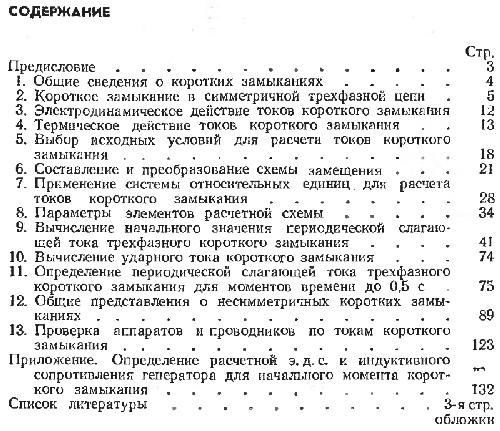 СОДЕРЖАНИЕ
Стр.
Предисловие . . . . . . . . . . . . . 3
1. Общие сведения о коротких замыканиях . . . . 4
2. Короткое замыкание в симметричной трехфазной цепи . 5
3. Электродинамическое действие токов короткого замыкания 12
4. Термическое действие токов короткого замыкания . . 13
5. Выбор исходных условий для расчета токов короткого
замыкания . . . . . . . . . . . . . 18
6. Составление и преобразование схемы замещения . . . 21
7. Применение системы относительных единиц для расчета
токов короткого замыкания . . . . . . . 28
8. Параметры элементов расчетной схемы . . . . . 34
9. Вычисление начального значения периодической слагаю-
щей тока трехфазного короткого замыкания . . . . 41
10. Вычисление ударного тока короткого замыкания . . . 74
11. Определение периодической слагающей тока трехфазного
короткого замыкания для моментов времени до 0,5 с . 75
12. Общие представления о несимметричных коротких замы-
каниях . . . . . . . . . . . . . . 89
13. Проверка аппаратов и проводников по токам короткого
замыкания . . . . . . . . . . . . . 123
Приложение. Определение расчетной э. д. с. и индуктивного
сопротивления генератора для начального момента корот-
кого замыкания . . . . . . . . . . . 132
Список литературы . . . . . . . . . . 3-я стр.
обложки